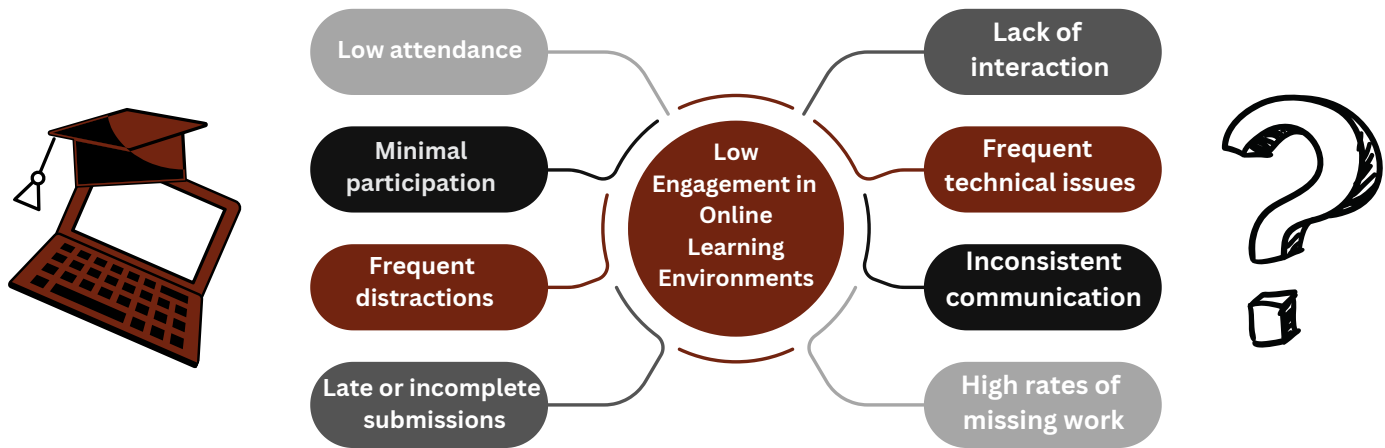 Low attendance
Minimal
participation
Frequent
distractions
Late or incomplete
submissions
Low
Engagement in
Online
Learning
Environments
Lack of
interaction
Frequent
technical issues
Inconsistent
communication
High rates of
missing work